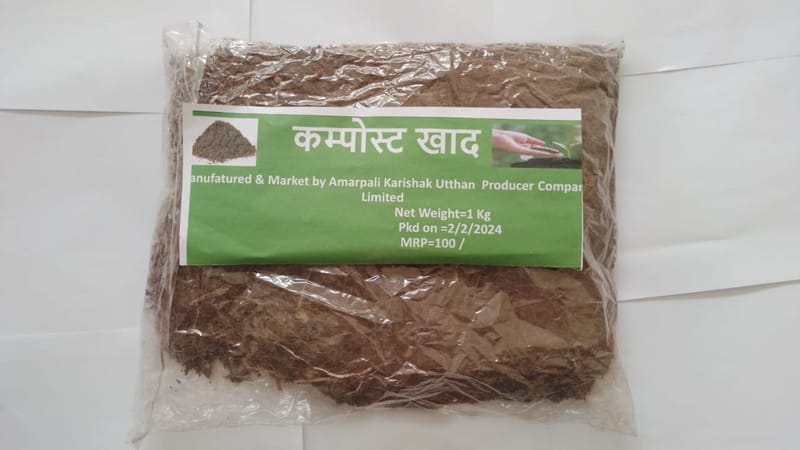 कम्पोस्ट खाद
anufatured & Market by Amarpali Karishak Utthan Producer Compan
Limited
Net Weight=1 Kg
Pkd on =2/2/2024
MRP=100 /